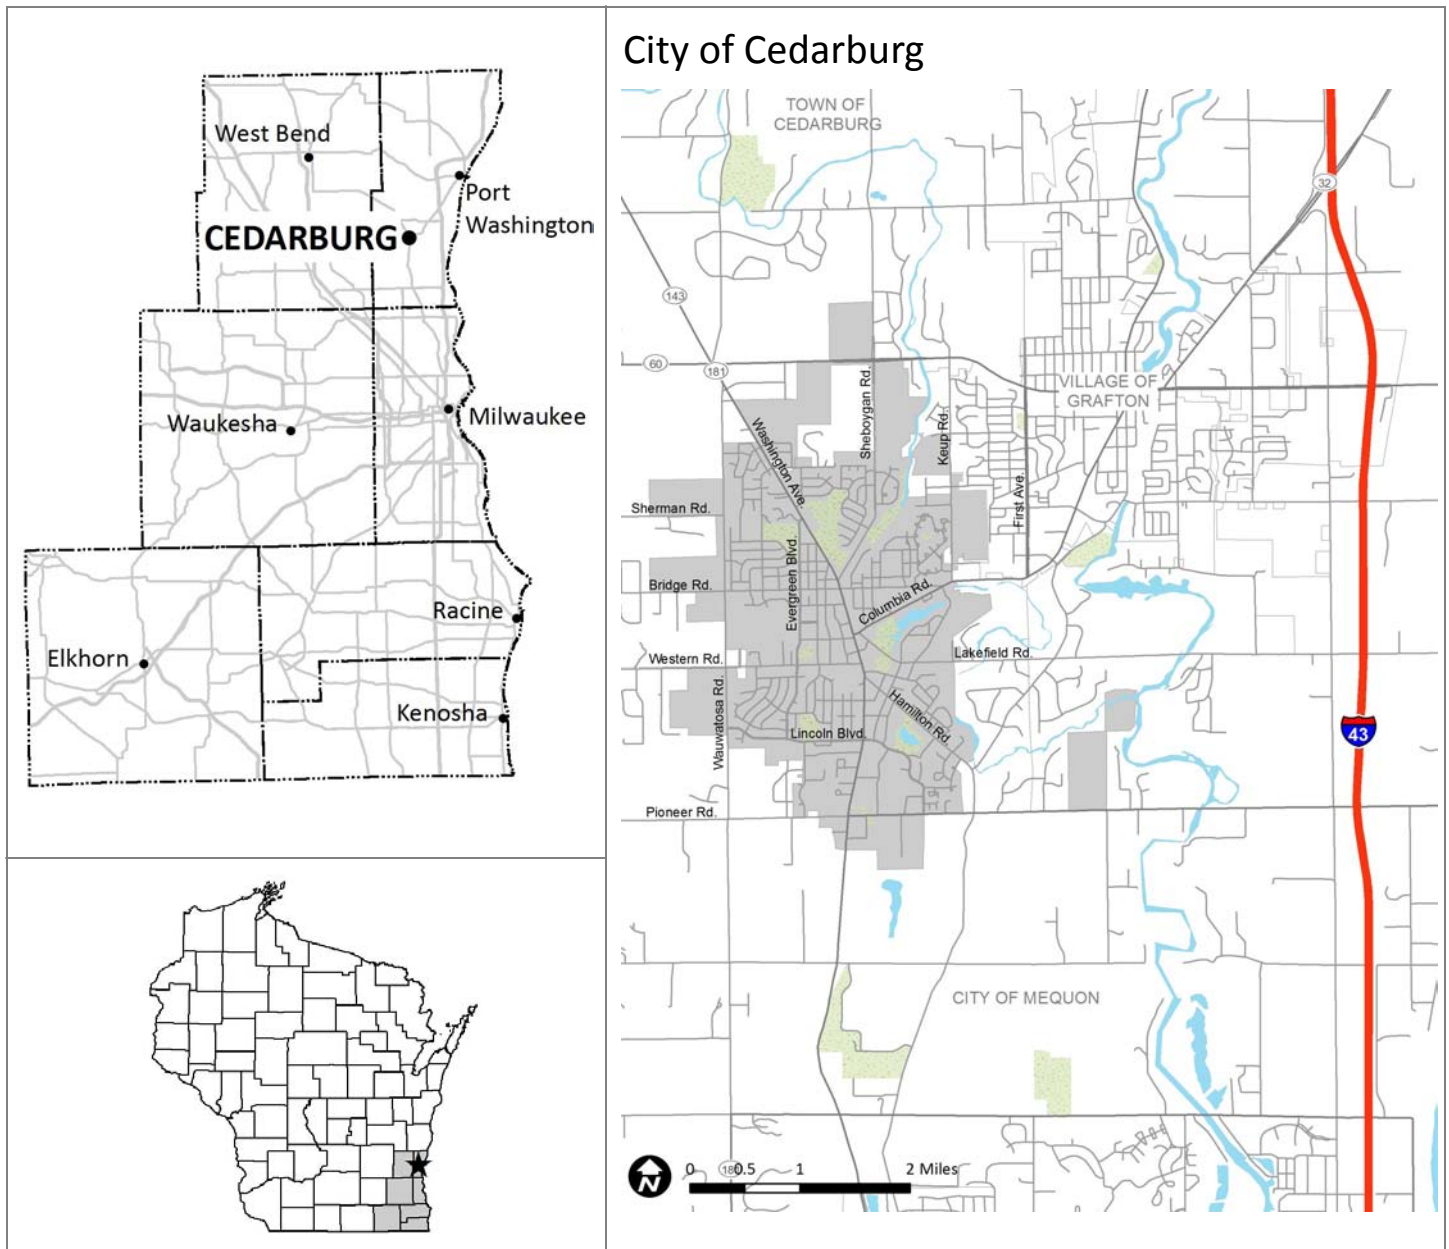 City of Cedarburg
West Bend
Port
Washington
CEDARBURG
Waukesha
Milwaukee
Racine
Elkhorn
Kenosha
TOWN OF
CEDARBURG
32
143
60
181
VILLAGE OF
GRAFTON
Washington Ave.
Sheboygan Rd.
Keup Rd.
First Ave.
Sherman Rd.
Bridge Rd.
Evergreen Blvd.
Columbia Rd.
Western Rd.
Lakefield Rd.
Wauwatosa Rd.
Hamilton Rd.
Lincoln Blvd.
43
Pioneer Rd.
CITY OF MEQUON
N
0 0.5 1 2 Miles